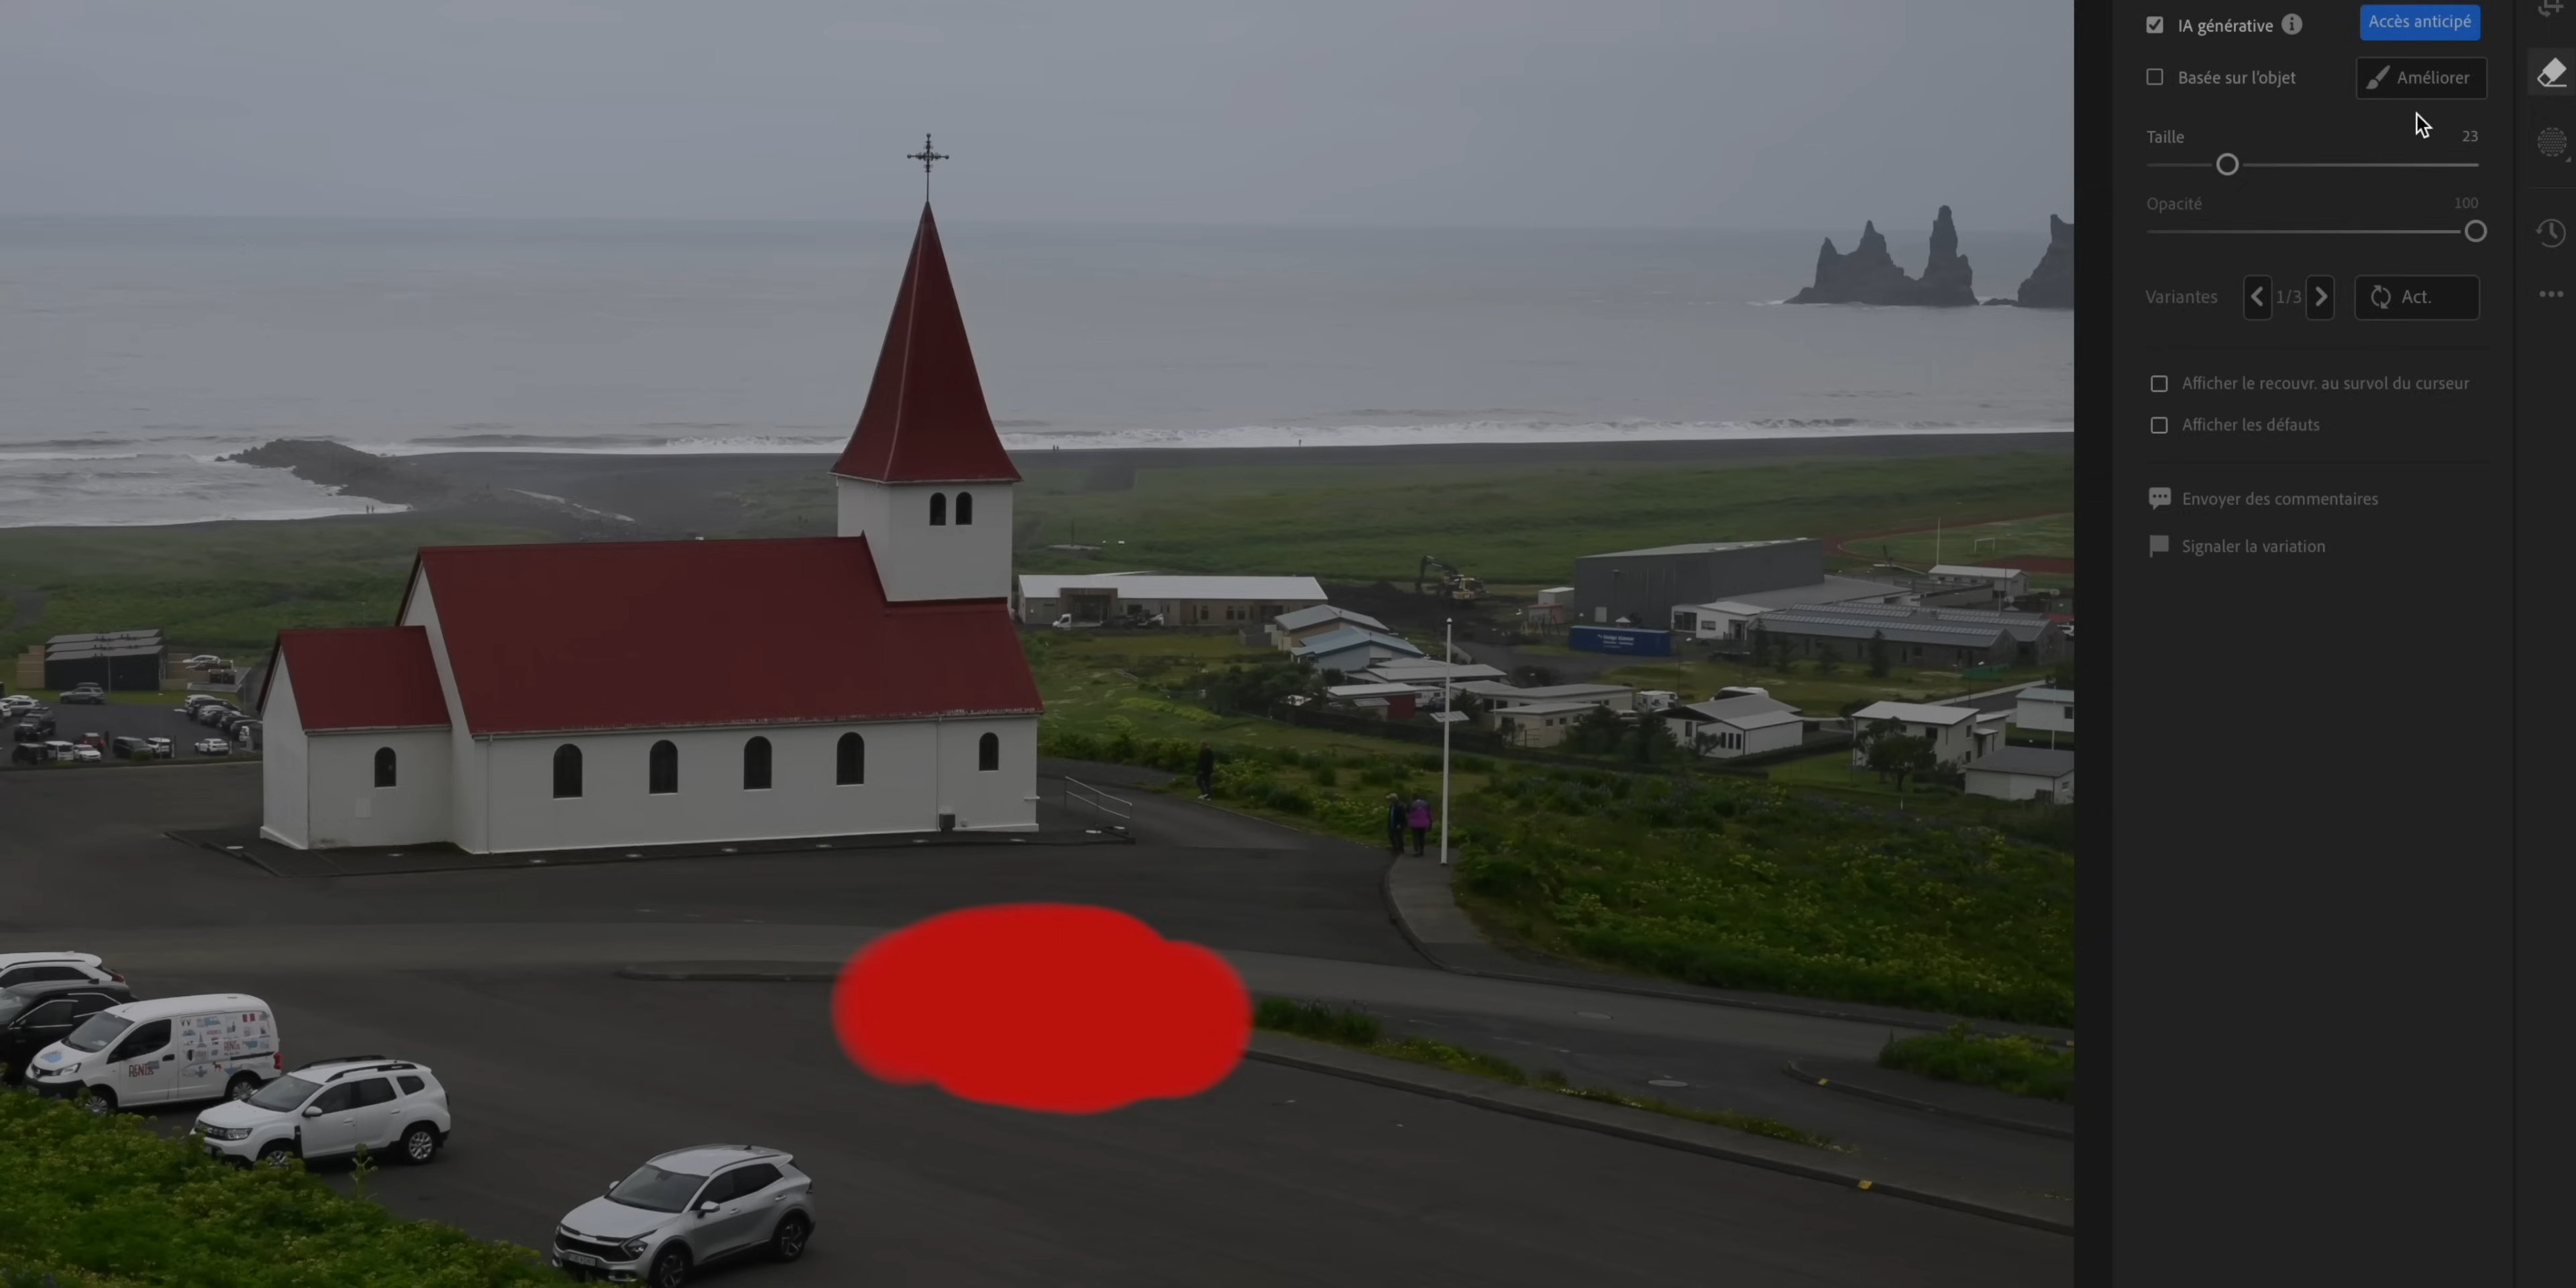 IA générative
Accès anticipé
Basée sur l'objet
Améliorer
Taille
23
Opacité
100
Variantes
1/3
Act.
Afficher le recouvr. au survol du curseur
Afficher les défauts
Envoyer des commentaires
Signaler la variation